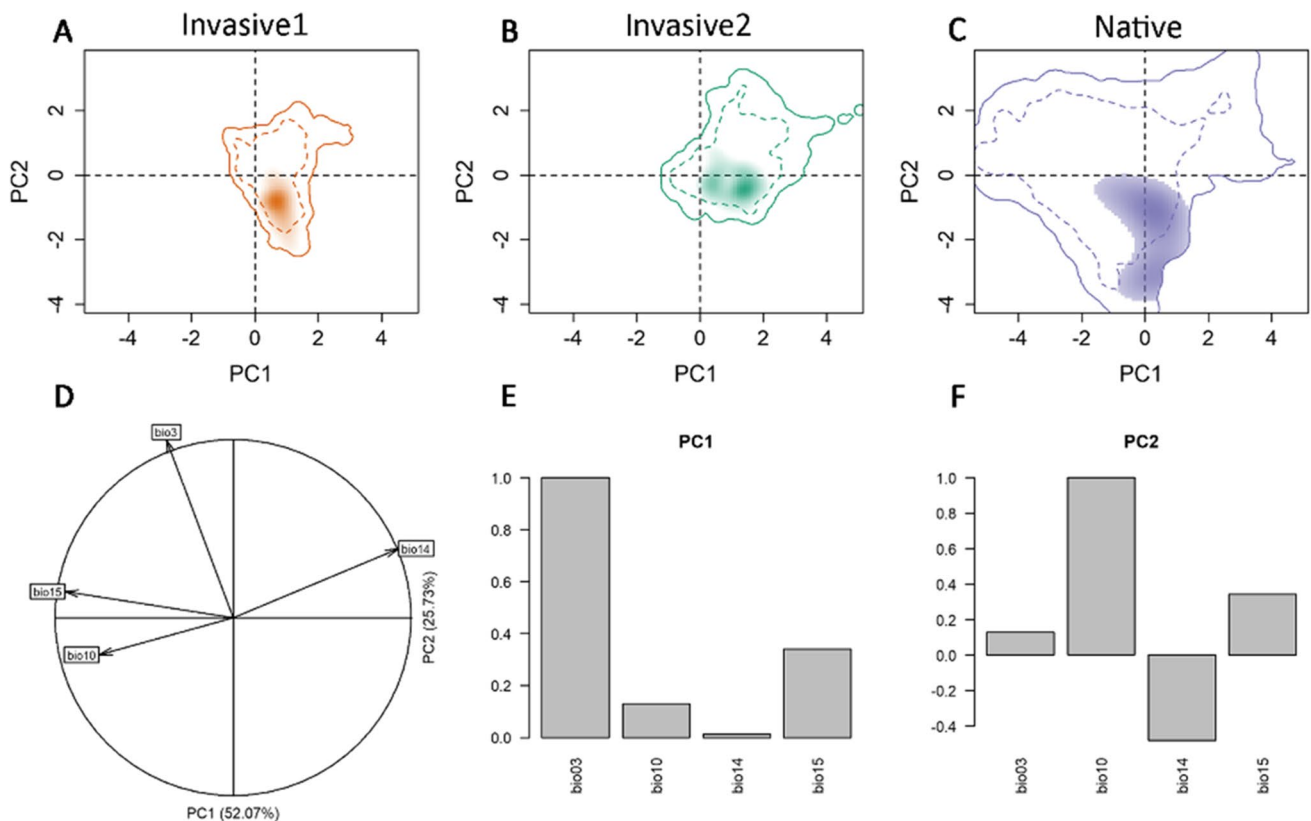 A Invasive1
B Invasive2
C Native
PC2
2
0
-2
-4
-4 -2 0 2 4
PC1
PC2
2
0
-2
-4
-4 -2 0 2 4
PC1
PC2
2
0
-2
-4
-4 -2 0 2 4
PC1
D
bio3
bio14
bio15
bio10
PC2 (25.73%)
PC1 (52.07%)
E
PC1
1.0
0.8
0.6
0.4
0.2
0.0
bio03 bio10 bio14 bio15
F
PC2
1.0
0.8
0.6
0.4
0.2
0.0
-0.2
-0.4
bio03 bio10 bio14 bio15